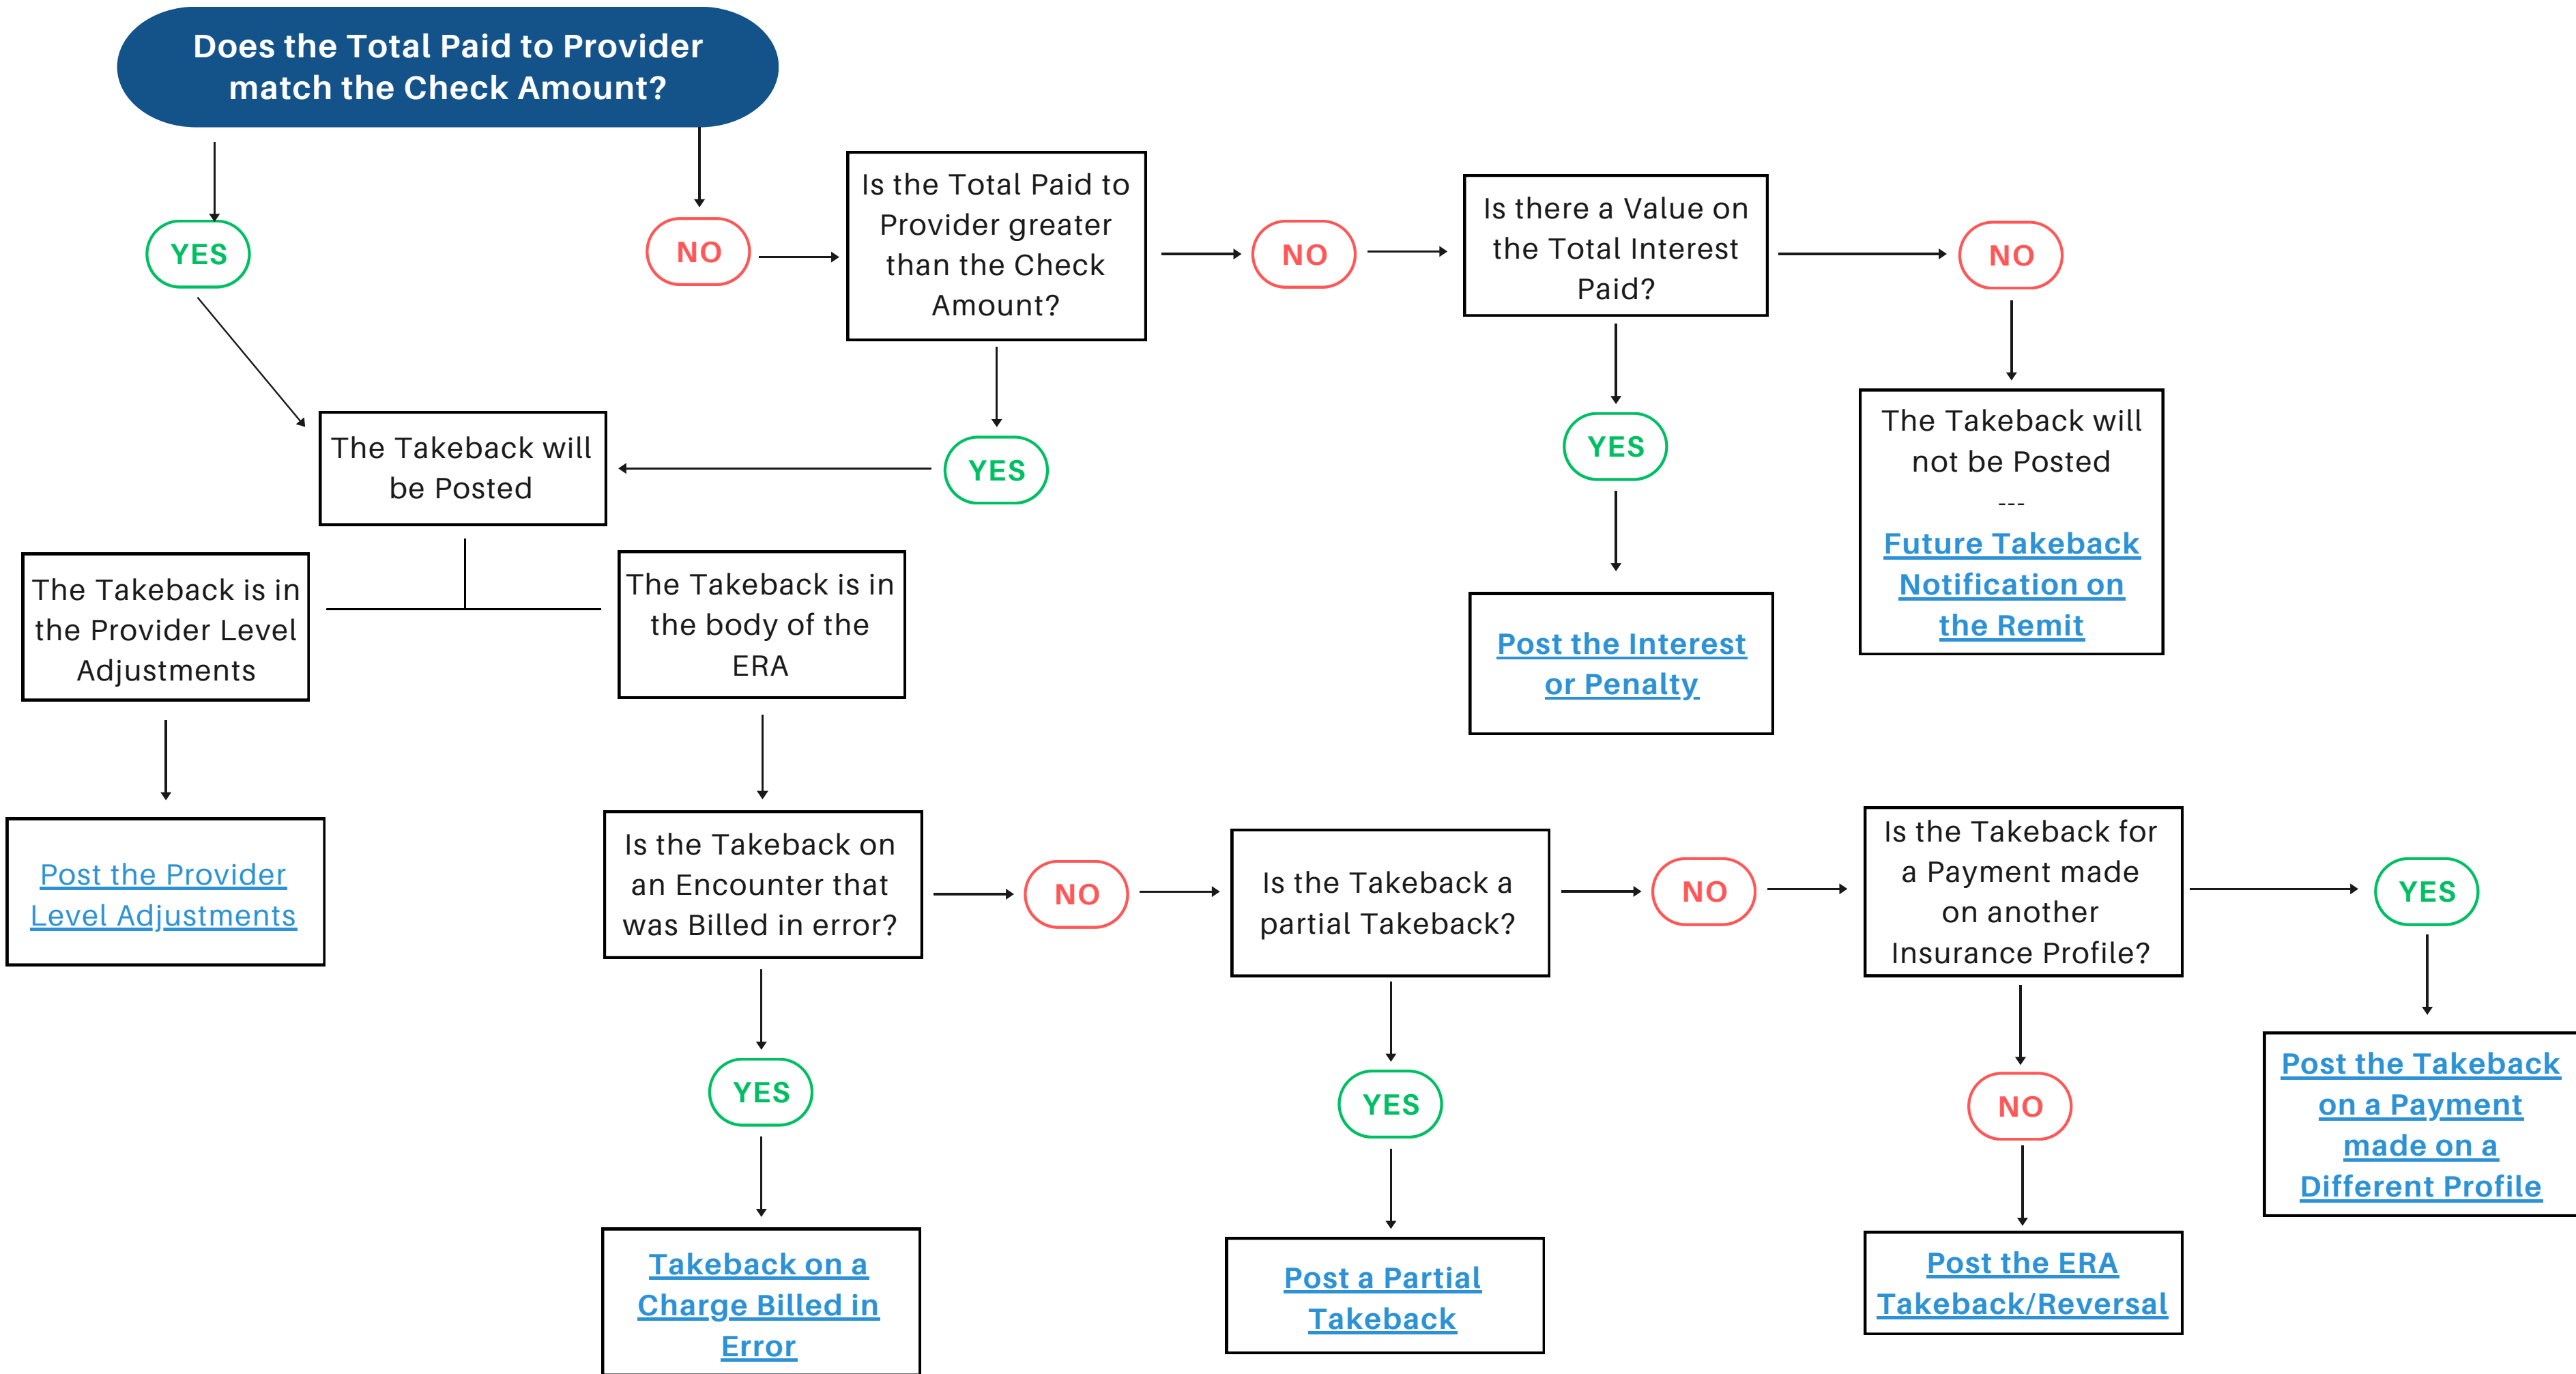 Does the Total Paid to Provider
match the Check Amount?
YES
NO
Is the Total Paid to
Provider greater
than the Check
Amount?
NO
Is there a Value on
the Total Interest
Paid?
NO
The Takeback will
be Posted
YES
YES
The Takeback will
not be Posted
---
Future Takeback
Notification on
the Remit
The Takeback is in
the Provider Level
Adjustments
The Takeback is in
the body of the
ERA
Post the Interest
or Penalty
Post the Provider
Level Adjustments
Is the Takeback on
an Encounter that
was Billed in error?
NO
Is the Takeback a
partial Takeback?
NO
Is the Takeback for
a Payment made
on another
Insurance Profile?
YES
YES
YES
NO
Post the Takeback
on a Payment
made on a
Different Profile
Takeback on a
Charge Billed in
Error
Post a Partial
Takeback
Post the ERA
Takeback/Reversal